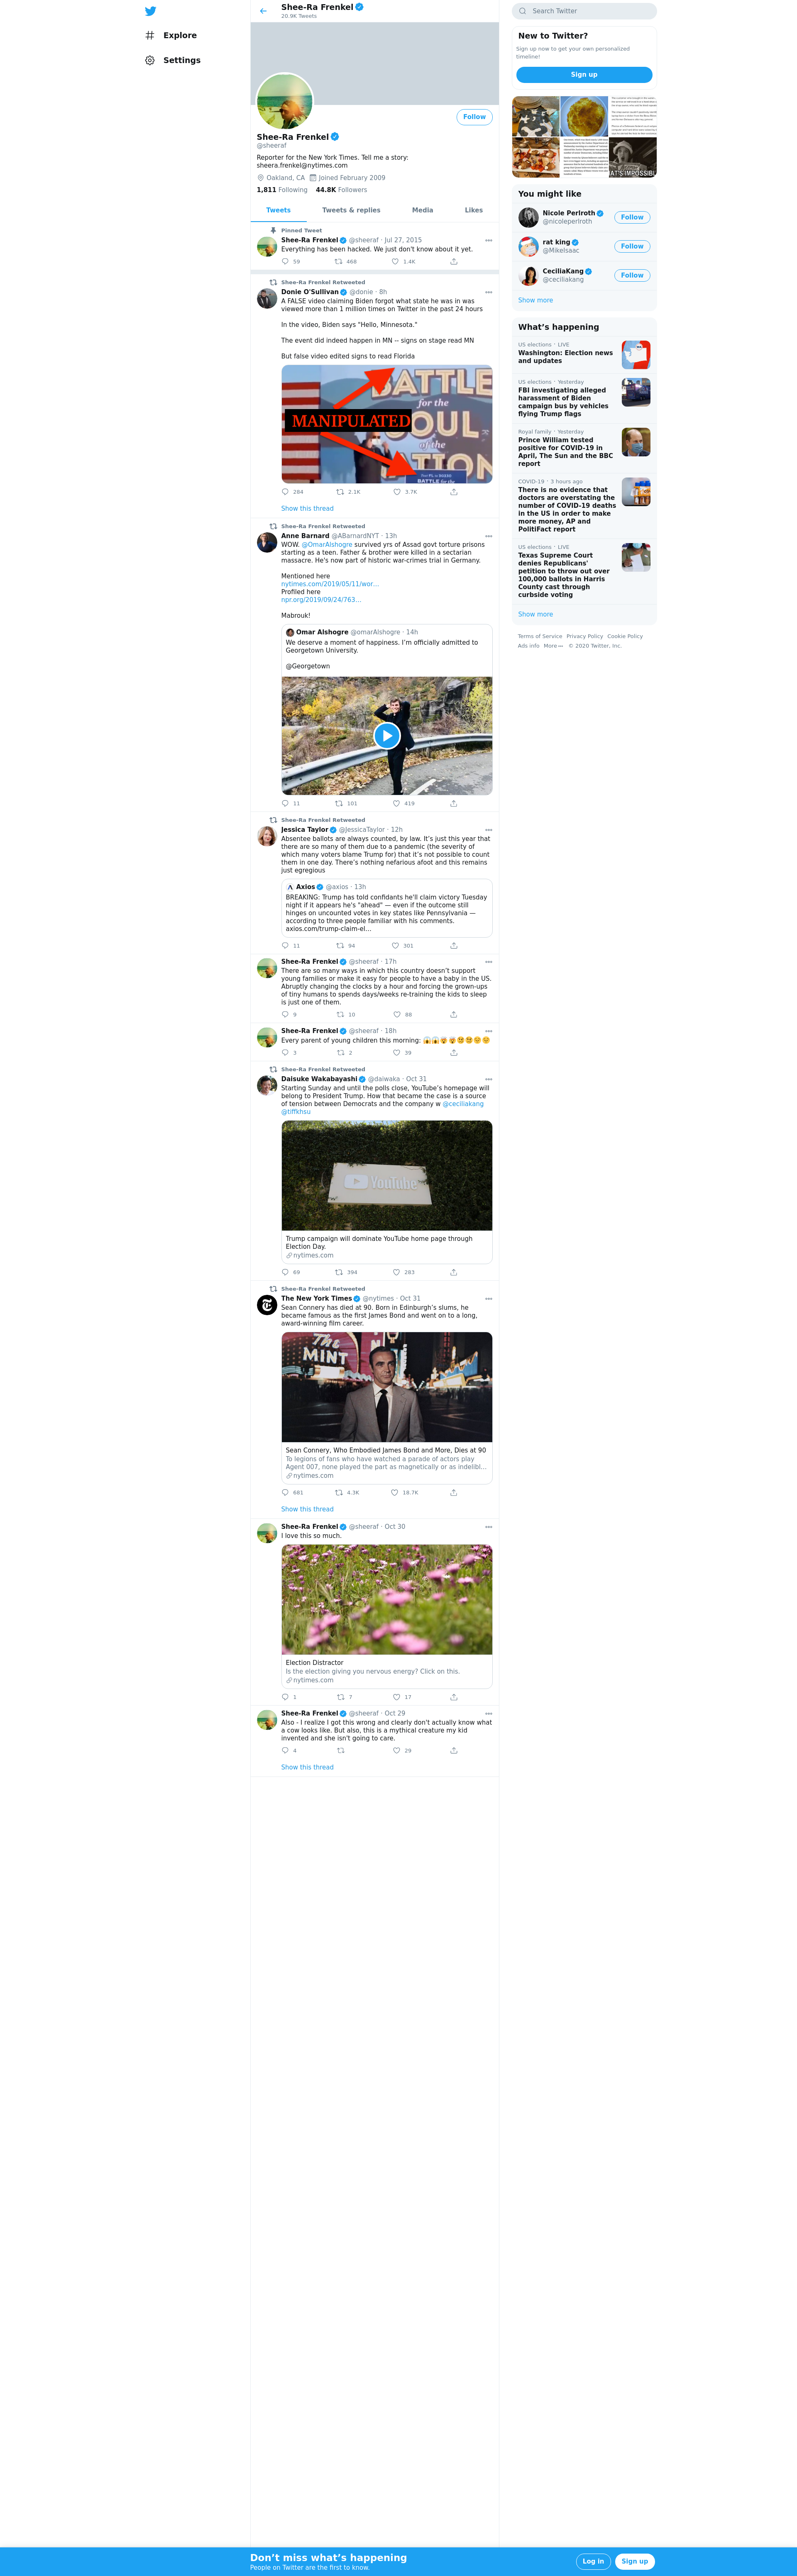 Explore
Settings
Shee-Ra Frenkel
20.9K Tweets
Follow
Shee-Ra Frenkel
@sheeraf
Reporter for the New York Times. Tell me a story:
sheera.frenkel@nytimes.com
Oakland, CA Joined February 2009
1,811 Following 44.8K Followers
Tweets Tweets & replies Media Likes
Pinned Tweet
Shee-Ra Frenkel @sheeraf · Jul 27, 2015
Everything has been hacked. We just don't know about it yet.
59 468 1.4K
Shee-Ra Frenkel Retweeted
Donie O'Sullivan @donie · 8h
A FALSE video claiming Biden forgot what state he was in was
viewed more than 1 million times on Twitter in the past 24 hours
In the video, Biden says "Hello, Minnesota."
The event did indeed happen in MN -- signs on stage read MN
But false video edited signs to read Florida
BATTLE
for the
MANIPULATED
SOUL
of the
BATTLE for the
284 2.1K 3.7K
Show this thread
Shee-Ra Frenkel Retweeted
Anne Barnard @ABarnardNYT · 13h
WOW. @OmarAlshogre survived yrs of Assad govt torture prisons
starting as a teen. Father & brother were killed in a sectarian
massacre. He's now part of historic war-crimes trial in Germany.
Mentioned here
nytimes.com/2019/05/11/wor…
Profiled here
npr.org/2019/09/24/763…
Mabrouk!
Omar Alshogre @omarAlshogre · 14h
We deserve a moment of happiness. I'm officially admitted to
Georgetown University.
@Georgetown
11 101 419
Shee-Ra Frenkel Retweeted
Jessica Taylor @JessicaTaylor · 12h
Absentee ballots are always counted, by law. It's just this year that
there are so many of them due to a pandemic (the severity of
which many voters blame Trump for) that it's not possible to count
them in one day. There's nothing nefarious afoot and this remains
just egregious
Axios @axios · 13h
BREAKING: Trump has told confidants he'll claim victory Tuesday
night if it appears he's "ahead" — even if the outcome still
hinges on uncounted votes in key states like Pennsylvania —
according to three people familiar with his comments.
axios.com/trump-claim-el…
11 94 301
Shee-Ra Frenkel @sheeraf · 17h
There are so many ways in which this country doesn't support
young families or make it easy for people to have a baby in the US.
Abruptly changing the clocks by a hour and forcing the grown-ups
of tiny humans to spends days/weeks re-training the kids to sleep
is just one of them.
9 10 88
Shee-Ra Frenkel @sheeraf · 18h
Every parent of young children this morning:
3 2 39
Shee-Ra Frenkel Retweeted
Daisuke Wakabayashi @daiwaka · Oct 31
Starting Sunday and until the polls close, YouTube's homepage will
belong to President Trump. How that became the case is a source
of tension between Democrats and the company w @ceciliakang
@tiffkhsu
YouTube
Trump campaign will dominate YouTube home page through
Election Day.
nytimes.com
69 394 283
Shee-Ra Frenkel Retweeted
The New York Times @nytimes · Oct 31
Sean Connery has died at 90. Born in Edinburgh's slums, he
became famous as the first James Bond and went on to a long,
award-winning film career.
The
MINT
Sean Connery, Who Embodied James Bond and More, Dies at 90
To legions of fans who have watched a parade of actors play
Agent 007, none played the part as magnetically or as indelibl…
nytimes.com
661 4.3K 18.7K
Show this thread
Shee-Ra Frenkel @sheeraf · Oct 30
I love this so much.
Election Distractor
Is the election giving you nervous energy? Click on this.
nytimes.com
1 7 17
Shee-Ra Frenkel @sheeraf · Oct 29
Also - I realize I got this wrong and clearly don't actually know what
a cow looks like. But also, this is a mythical creature my kid
invented and she isn't going to care.
4 29
Show this thread
Search Twitter
New to Twitter?
Sign up now to get your own personalized
timeline!
Sign up
You might like
Nicole Perlroth
@nicoleperlroth
Follow
rat king
@MikeIsaac
Follow
CeciliaKang
@ceciliakang
Follow
Show more
What's happening
US elections · LIVE
Washington: Election news
and updates
US elections · Yesterday
FBI investigating alleged
harassment of Biden
campaign bus by vehicles
flying Trump flags
Royal family · Yesterday
Prince William tested
positive for COVID-19 in
April, The Sun and the BBC
report
COVID-19 · 3 hours ago
There is no evidence that
doctors are overstating the
number of COVID-19 deaths
in the US in order to make
more money, AP and
PolitiFact report
US elections · LIVE
Texas Supreme Court
denies Republicans'
petition to throw out over
100,000 ballots in Harris
County cast through
curbside voting
Show more
Terms of Service Privacy Policy Cookie Policy
Ads info More © 2020 Twitter, Inc.
Don't miss what's happening
People on Twitter are the first to know.
Log in Sign up